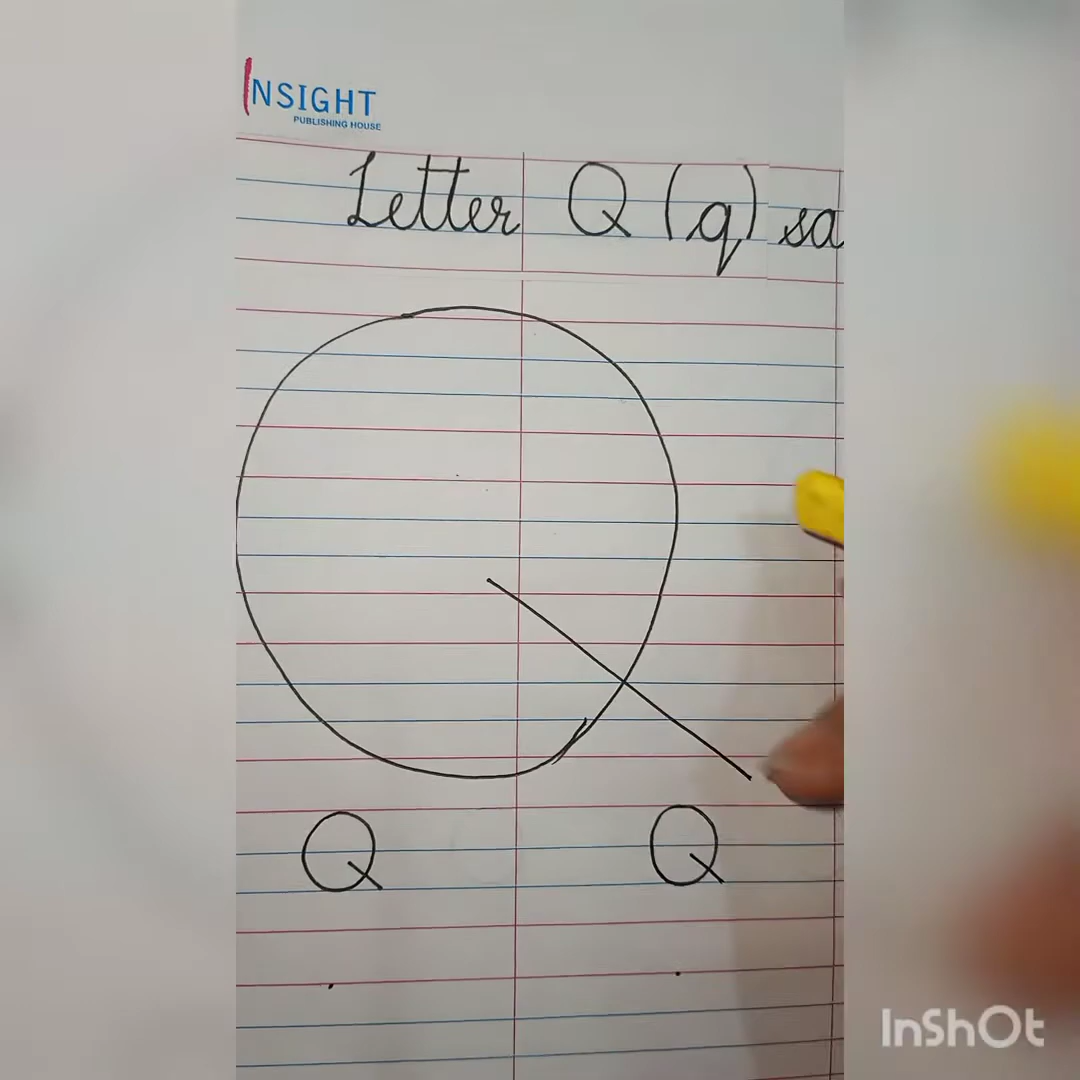 INSIGHT
PUBLISHING HOUSE
Letter Q (q) sa
Q
Q Q
InShOt